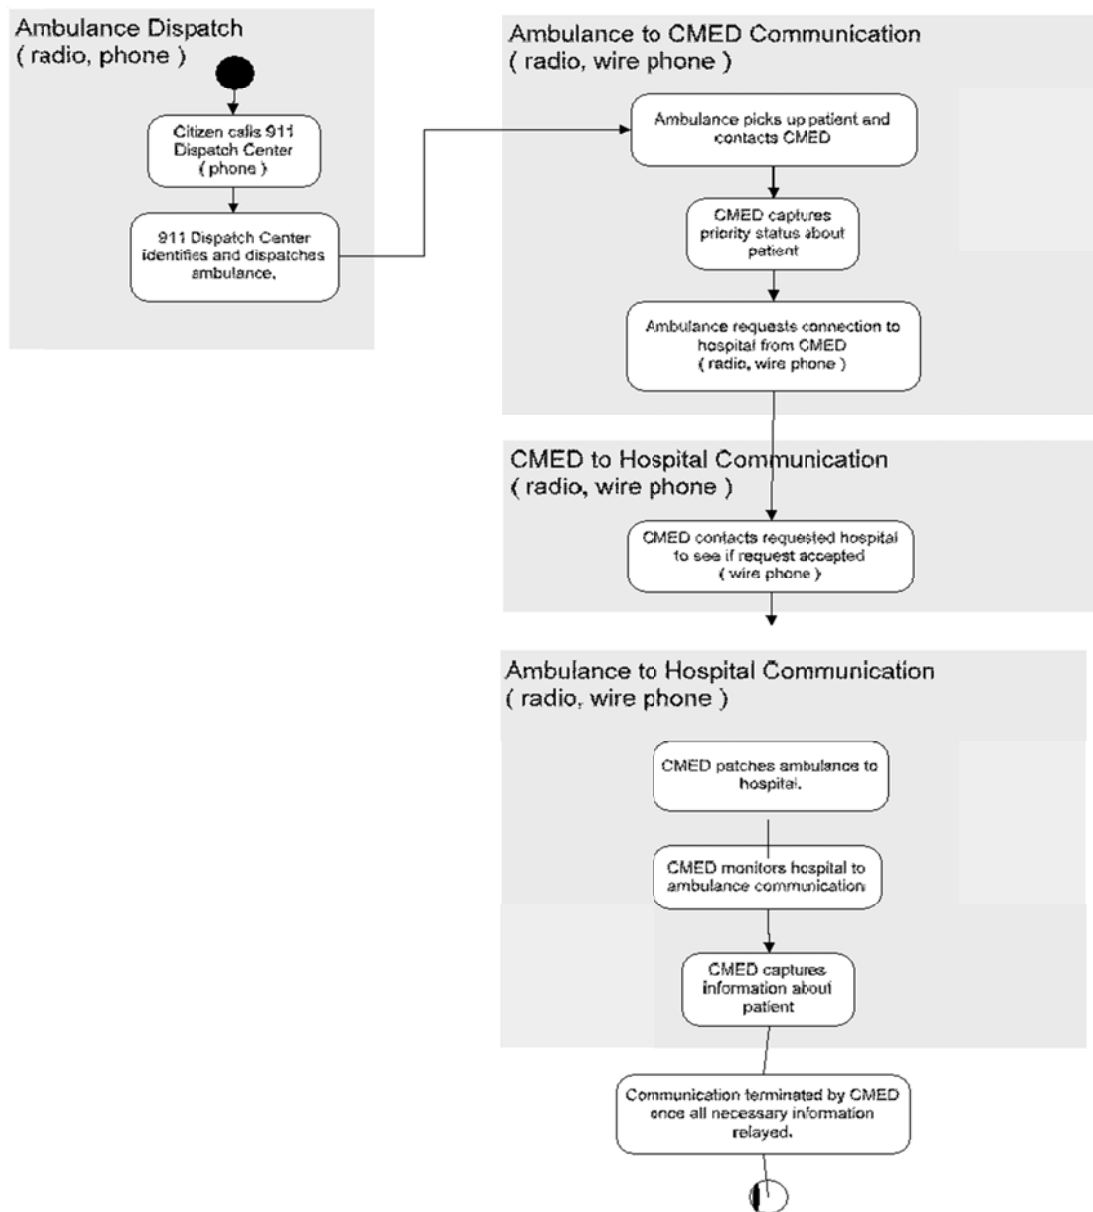 Ambulance Dispatch
( radio, phone )
Citizen calls 911
Dispatch Center
( phone )
911 Dispatch Center
identifies and dispatches
ambulance.
Ambulance to CMED Communication
( radio, wire phone )
Ambulance picks up patient and
contacts CMED
CMED captures
priority status about
patient
Ambulance requests connection to
hospital from CMED
( radio, wire phone )
CMED to Hospital Communication
( radio, wire phone )
CMED contacts requested hospital
to see if request accepted
( wire phone )
Ambulance to Hospital Communication
( radio, wire phone )
CMED patches ambulance to
hospital.
CMED monitors hospital to
ambulance communication
CMED captures
information about
patient
Communication terminated by CMED
once all necessary information
relayed.